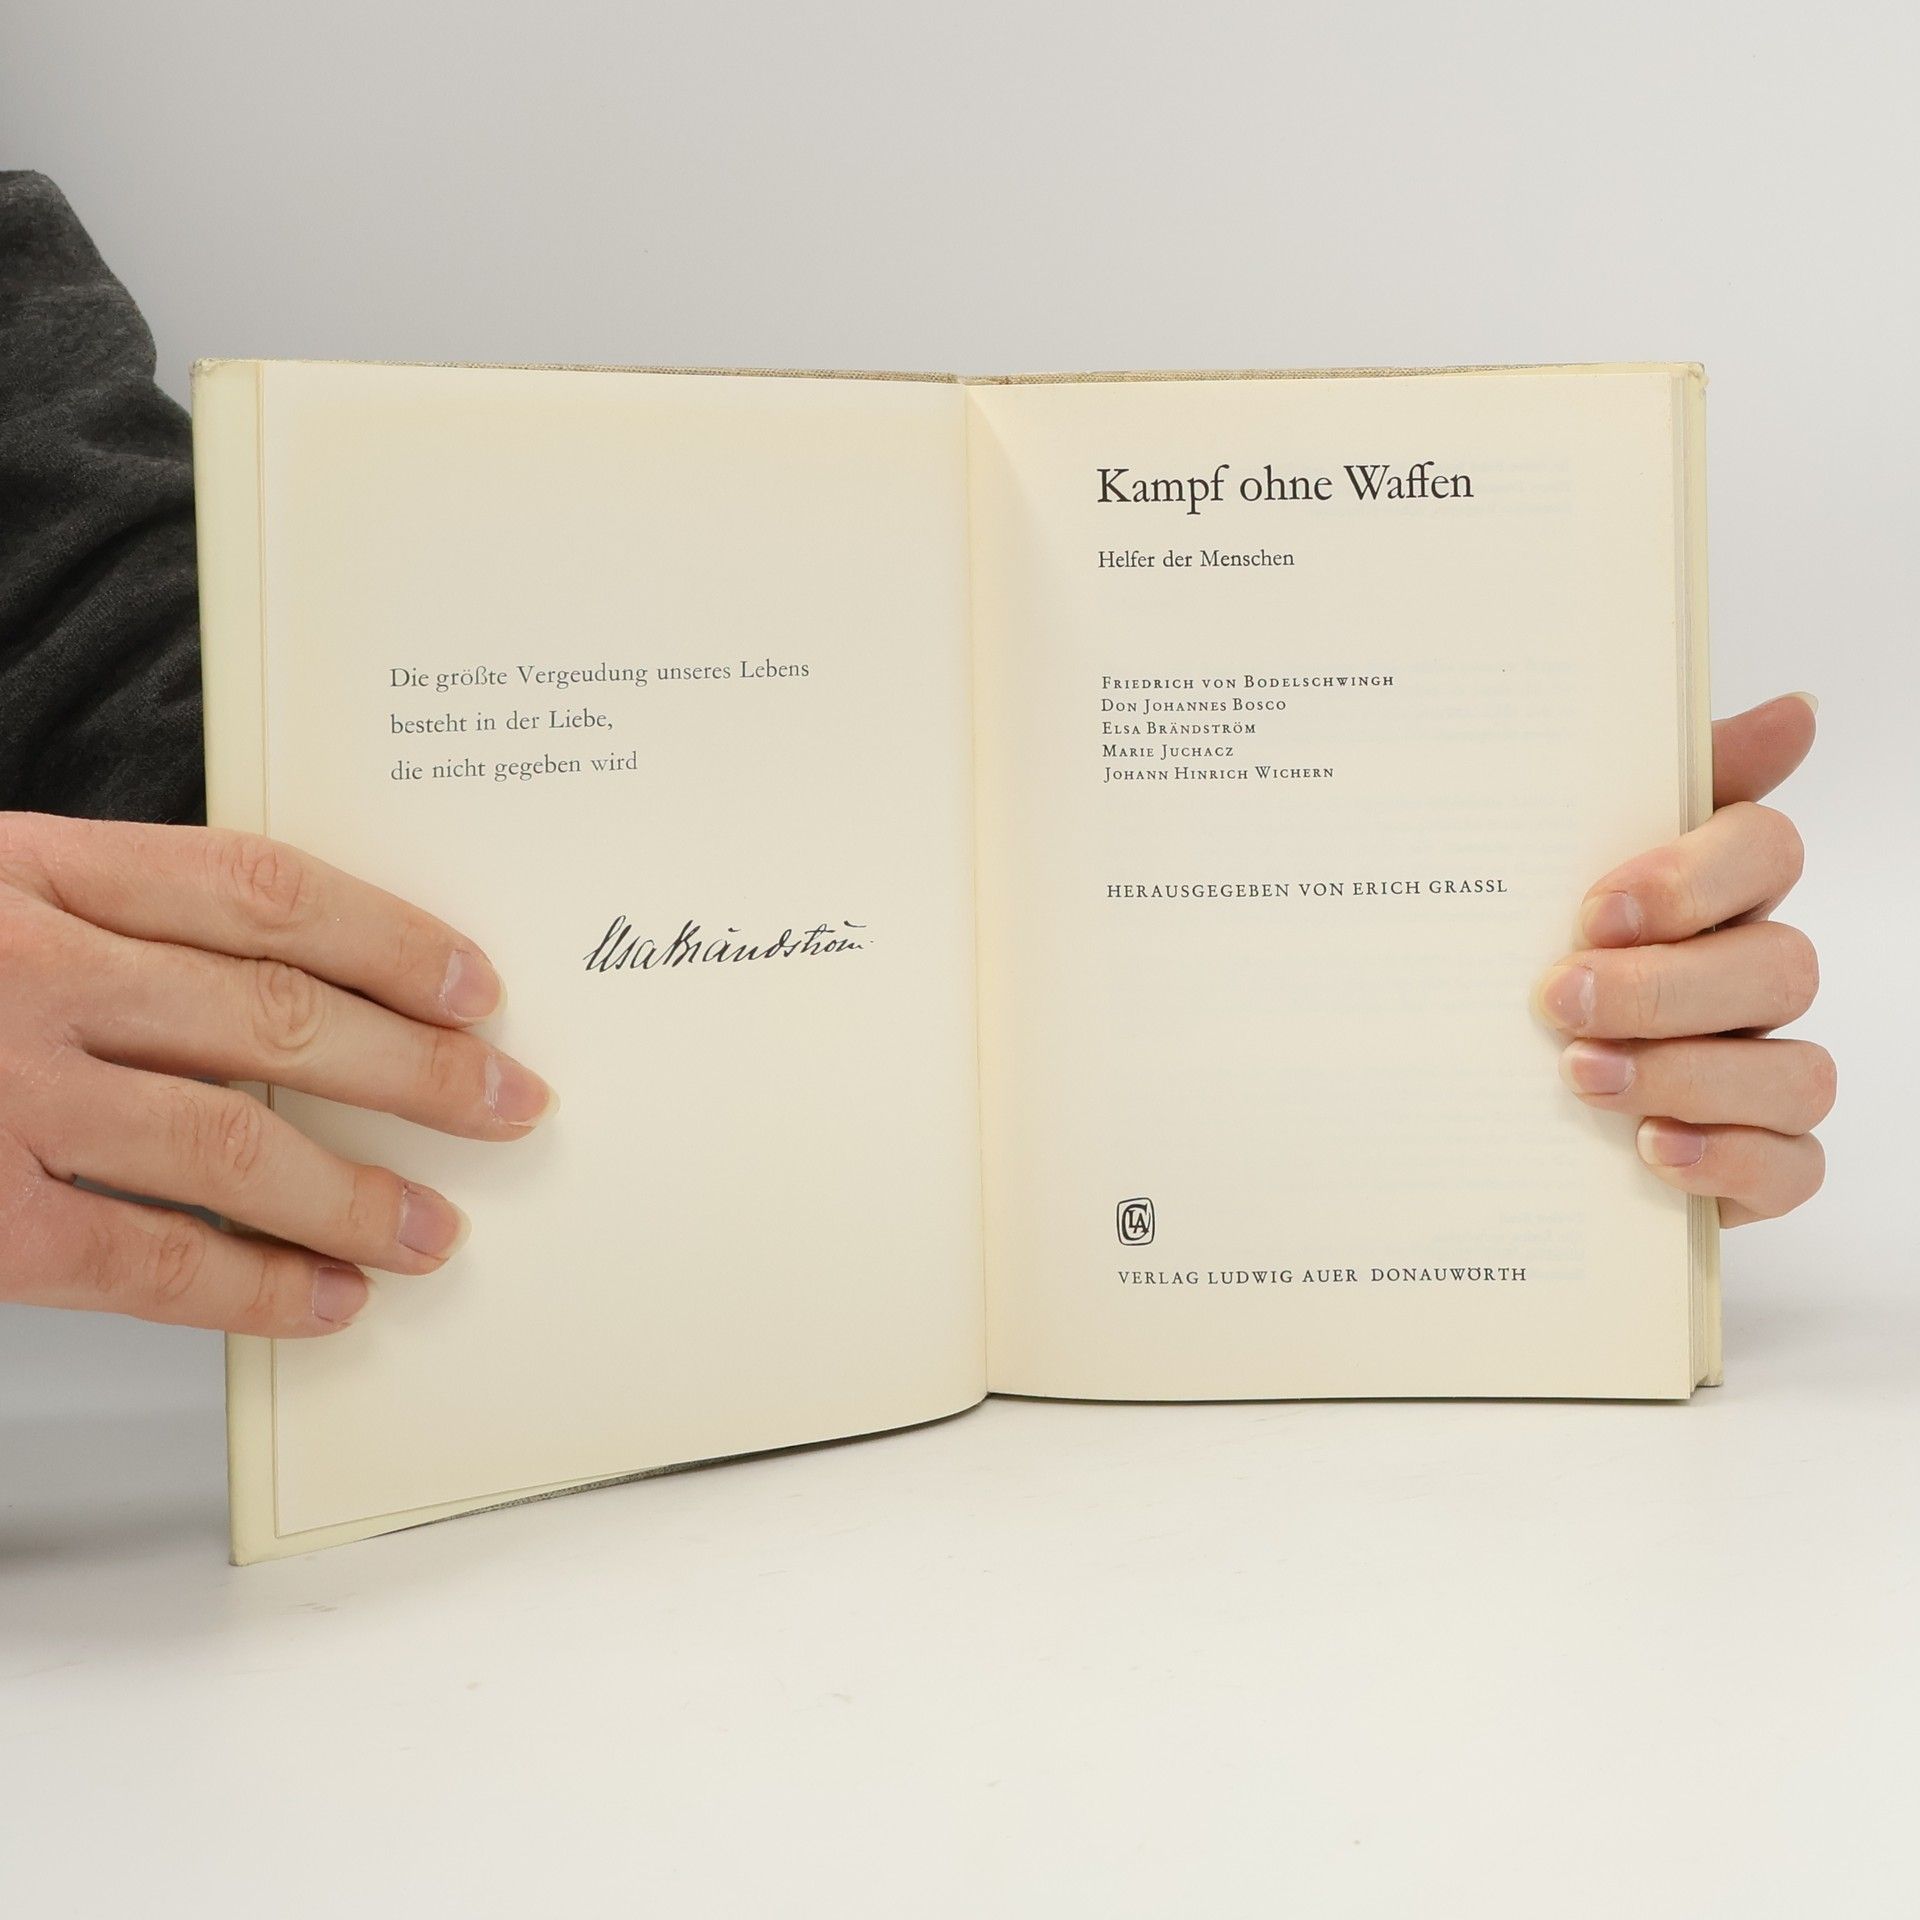 Die größte Vergeudung unseres Lebens
besteht in der Liebe,
die nicht gegeben wird
Elsa Brändström
Kampf ohne Waffen
Helfer der Menschen
FRIEDRICH VON BODELSCHWINGH
DON JOHANNES BOSCO
ELSA BRÄNDSTRÖM
MARIE JUCHACZ
JOHANN HINRICH WICHERN
HERAUSGEGEBEN VON ERICH GRASSL
CLA
VERLAG LUDWIG AUER DONAUWÖRTH